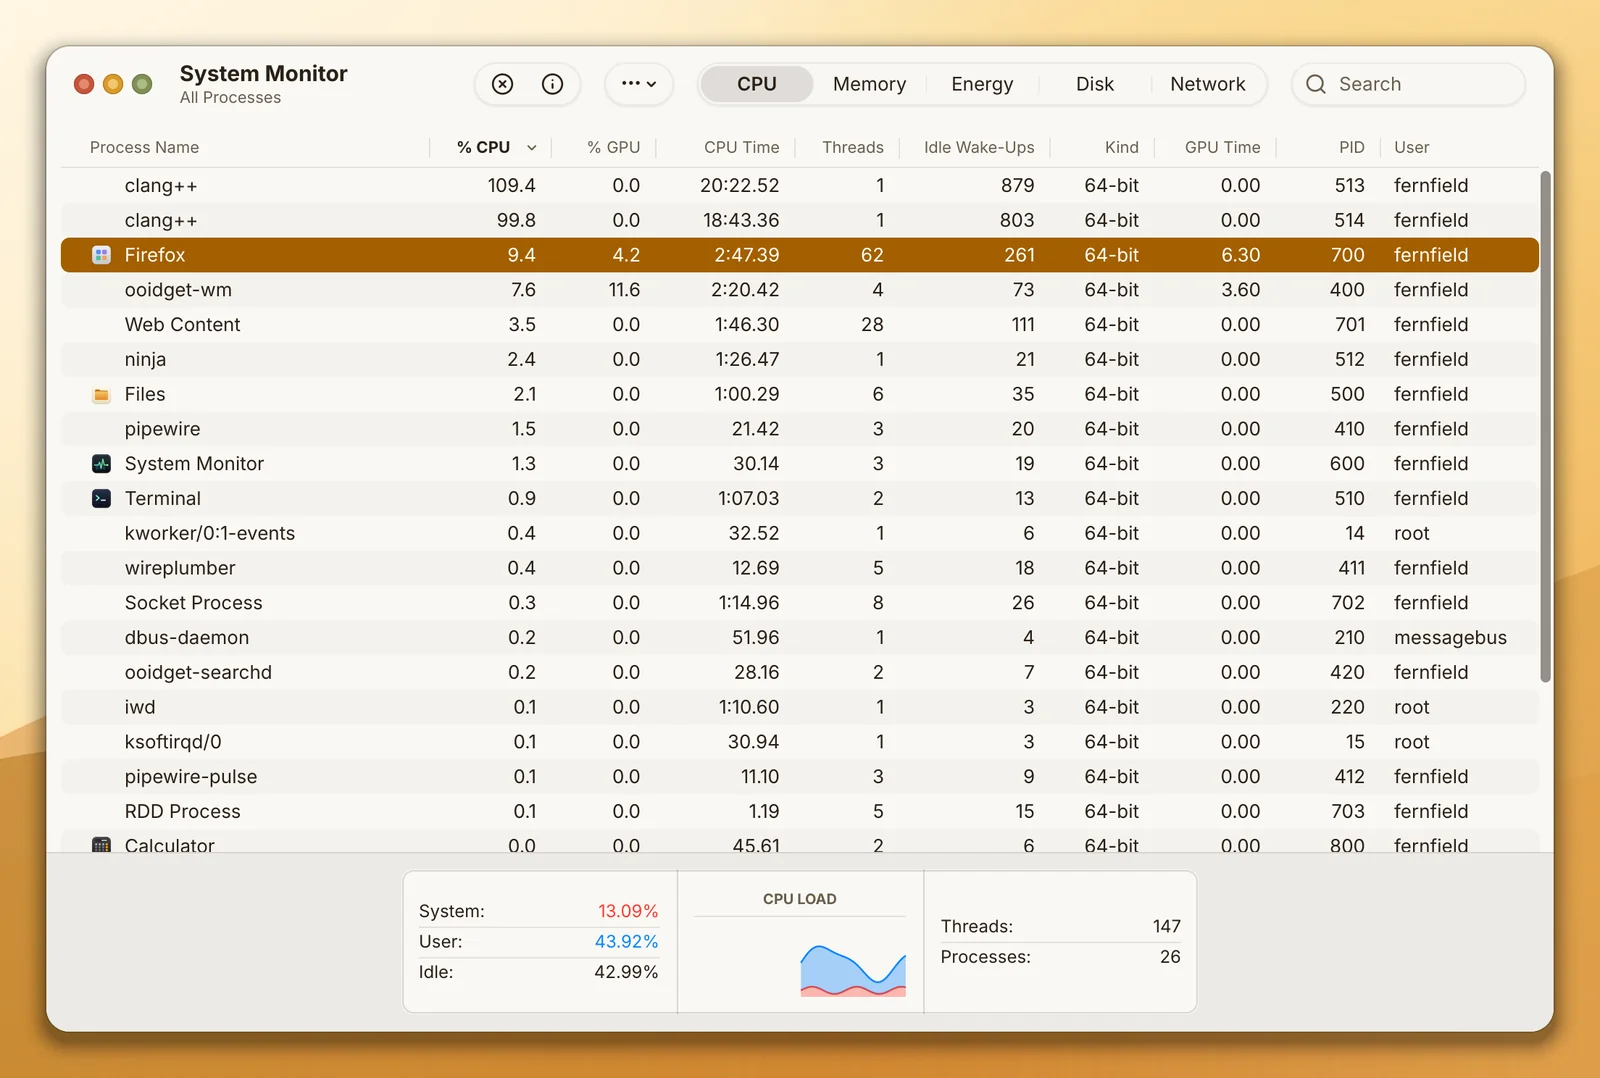 System Monitor
All Processes
CPU Memory Energy Disk Network Search
Process Name % CPU % GPU CPU Time Threads Idle Wake-Ups Kind GPU Time PID User
clang++ 109.4 0.0 20:22.52 1 879 64-bit 0.00 513 fernfield
clang++ 99.8 0.0 18:43.36 1 803 64-bit 0.00 514 fernfield
Firefox 9.4 4.2 2:47.39 62 261 64-bit 6.30 700 fernfield
ooidget-wm 7.6 11.6 2:20.42 4 73 64-bit 3.60 400 fernfield
Web Content 3.5 0.0 1:46.30 28 111 64-bit 0.00 701 fernfield
ninja 2.4 0.0 1:26.47 1 21 64-bit 0.00 512 fernfield
Files 2.1 0.0 1:00.29 6 35 64-bit 0.00 500 fernfield
pipewire 1.5 0.0 21.42 3 20 64-bit 0.00 410 fernfield
System Monitor 1.3 0.0 30.14 3 19 64-bit 0.00 600 fernfield
Terminal 0.9 0.0 1:07.03 2 13 64-bit 0.00 510 fernfield
kworker/0:1-events 0.4 0.0 32.52 1 6 64-bit 0.00 14 root
wireplumber 0.4 0.0 12.69 5 18 64-bit 0.00 411 fernfield
Socket Process 0.3 0.0 1:14.96 8 26 64-bit 0.00 702 fernfield
dbus-daemon 0.2 0.0 51.96 1 4 64-bit 0.00 210 messagebus
ooidget-searchd 0.2 0.0 28.16 2 7 64-bit 0.00 420 fernfield
iwd 0.1 0.0 1:10.60 1 3 64-bit 0.00 220 root
ksoftirqd/0 0.1 0.0 30.94 1 3 64-bit 0.00 15 root
pipewire-pulse 0.1 0.0 11.10 3 9 64-bit 0.00 412 fernfield
RDD Process 0.1 0.0 1.19 5 15 64-bit 0.00 703 fernfield
Calculator 0.0 0.0 45.61 2 6 64-bit 0.00 800 fernfield
System: 13.09%
User: 43.92%
Idle: 42.99%
CPU LOAD
Threads: 147
Processes: 26